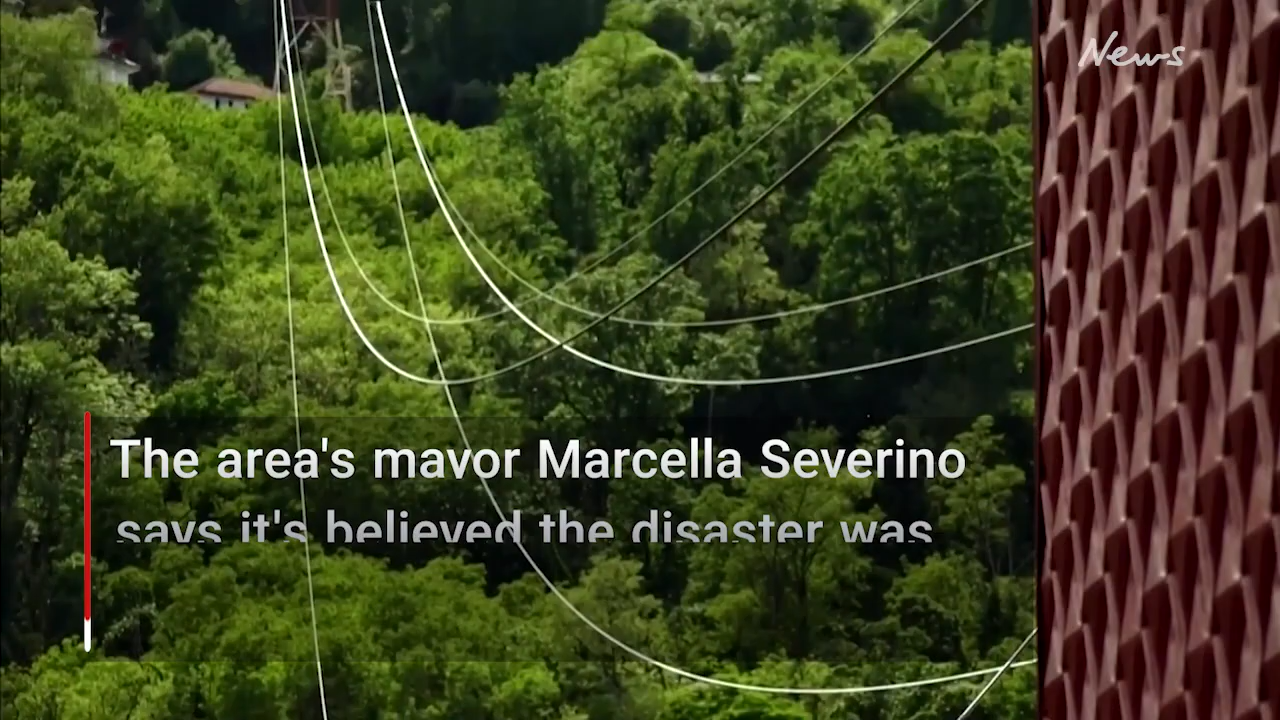 News
The area's mayor Marcella Severino
says it's believed the disaster was